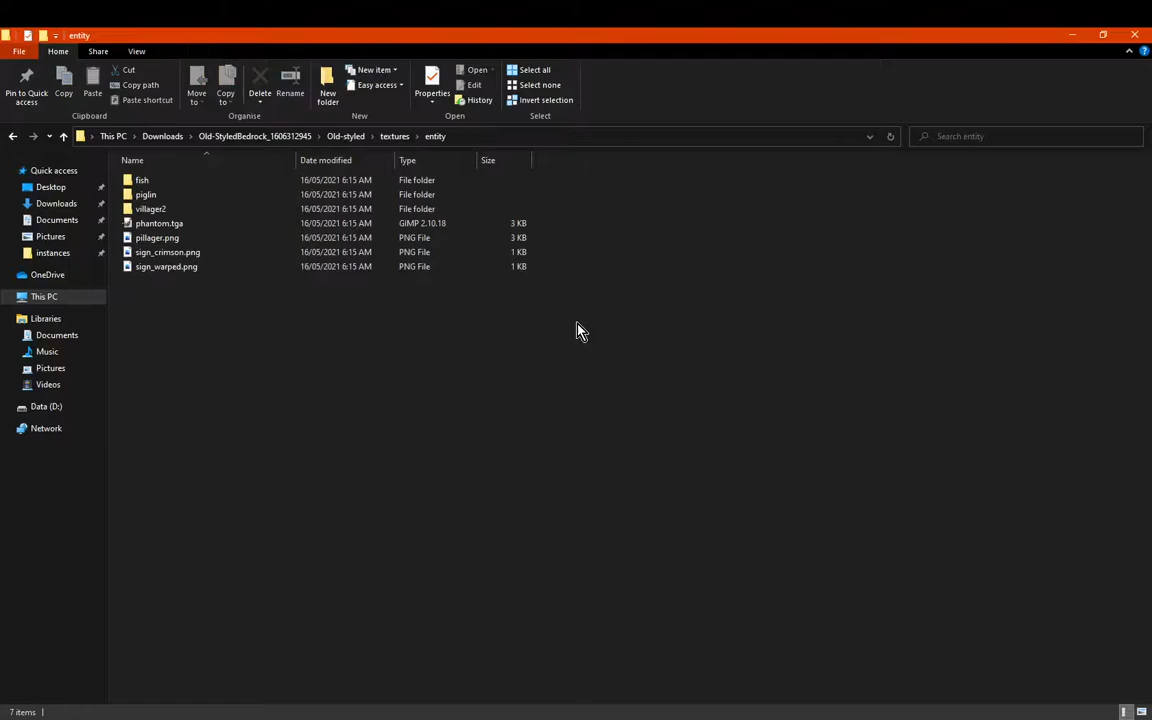 entity
File Home Share View
Pin to Quick access Copy Paste Cut Copy path Paste shortcut Move to Copy to Delete Rename New folder New item Easy access Properties Open Edit History Select all Select none Invert selection
Clipboard Organise New Open Select
This PC Downloads Old-StyledBedrock_1606312945 Old-styled textures entity Search entity
Name Date modified Type Size
fish 16/05/2021 6:15 AM File folder
piglin 16/05/2021 6:15 AM File folder
villager2 16/05/2021 6:15 AM File folder
phantom.tga 16/05/2021 6:15 AM GIMP 2.10.18 3 KB
pillager.png 16/05/2021 6:15 AM PNG File 3 KB
sign_crimson.png 16/05/2021 6:15 AM PNG File 1 KB
sign_warped.png 16/05/2021 6:15 AM PNG File 1 KB
Quick access
Desktop
Downloads
Documents
Pictures
instances
OneDrive
This PC
Libraries
Documents
Music
Pictures
Videos
Data (D:)
Network
7 items